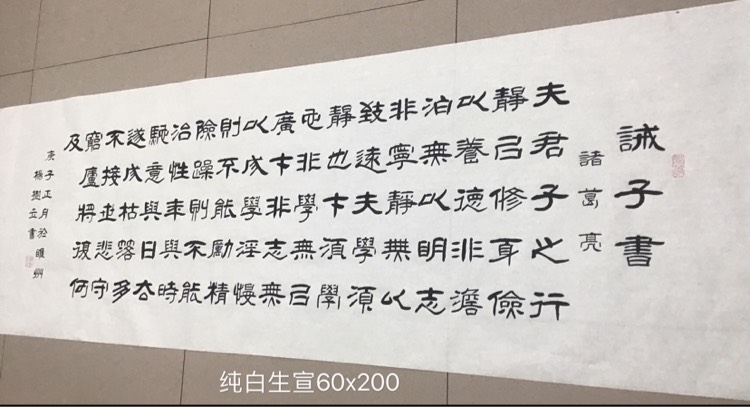 誡子書
諸葛亮
夫君子之行
靜以修身儉
以養德非澹
泊無以明志
非寧靜無以
致遠夫學須
靜也才須學
也非學無以
廣才非志無
以成學淫慢
則不能勵精
險躁則不能
治性年與時
馳意與日去
遂成枯落多
不接世悲守
窮廬將復何
及
庚子正月於
楊樹立書
纯白生宣60x200